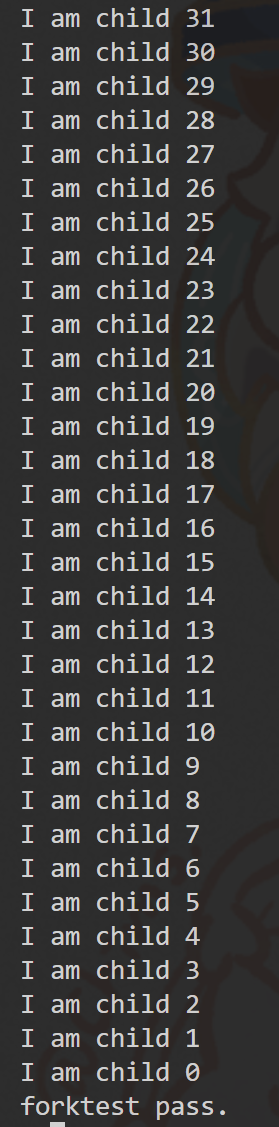 I am child 31
I am child 30
I am child 29
I am child 28
I am child 27
I am child 26
I am child 25
I am child 24
I am child 23
I am child 22
I am child 21
I am child 20
I am child 19
I am child 18
I am child 17
I am child 16
I am child 15
I am child 14
I am child 13
I am child 12
I am child 11
I am child 10
I am child 9
I am child 8
I am child 7
I am child 6
I am child 5
I am child 4
I am child 3
I am child 2
I am child 1
I am child 0
forktest pass.